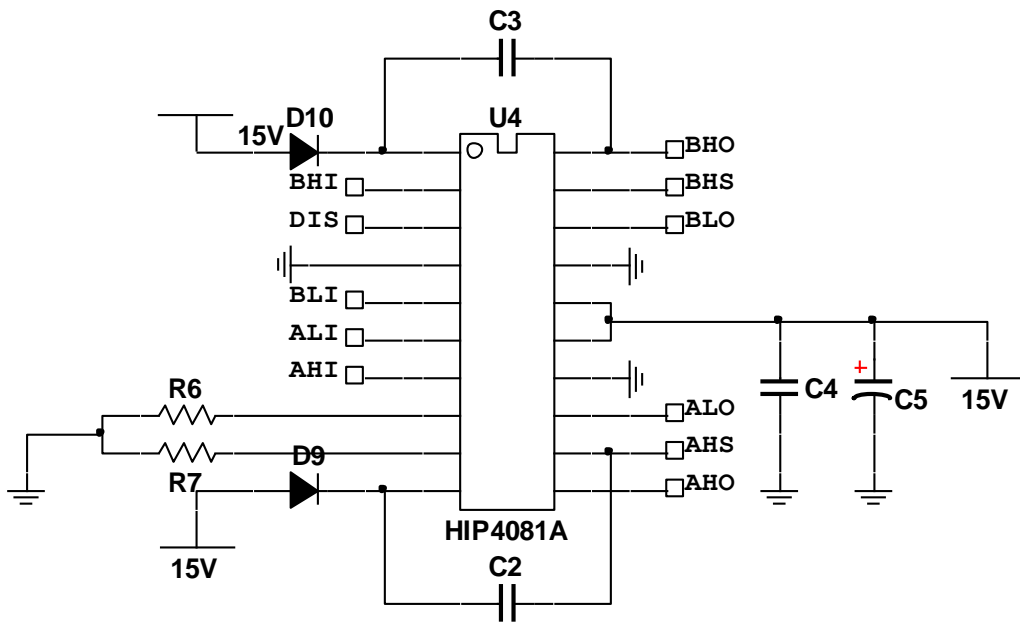 C3
D10
U4
15V
BHO
BHI
BHS
DIS
BLO
BLI
ALI
AHI
R6
C4
C5
15V
ALO
D9
AHS
R7
AHO
HIP4081A
15V
C2
+